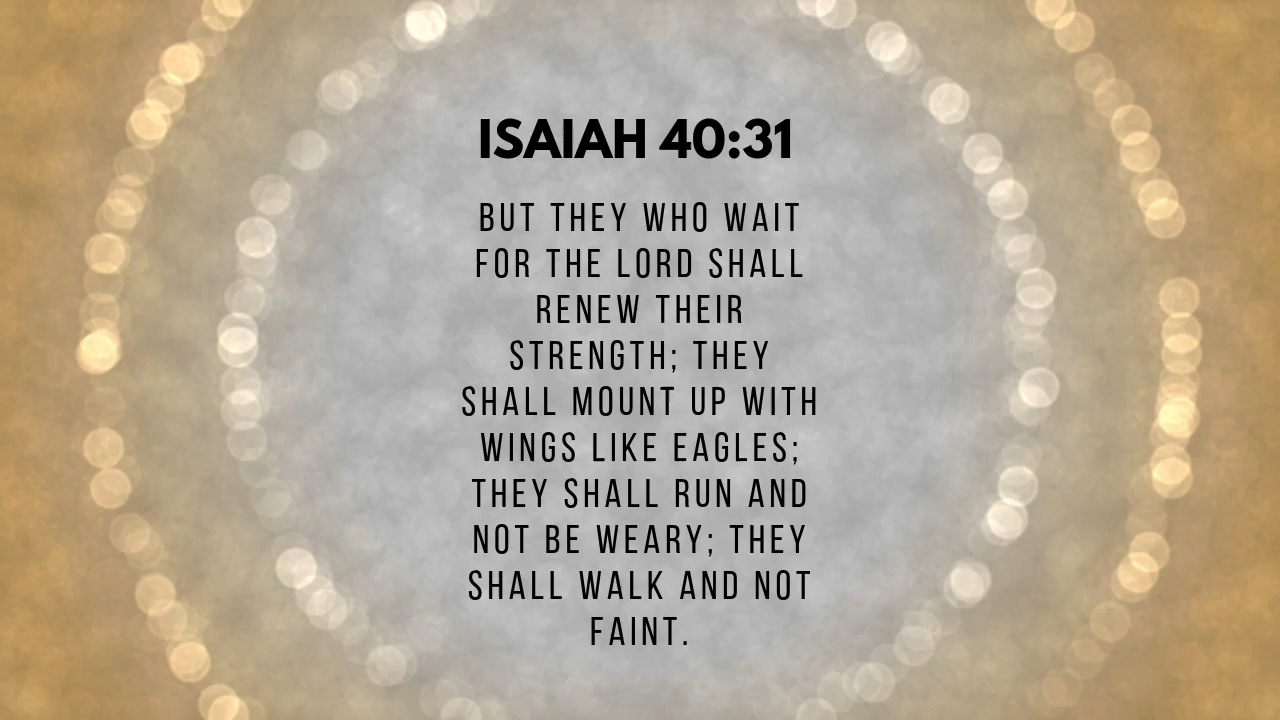 ISAIAH 40:31
BUT THEY WHO WAIT
FOR THE LORD SHALL
RENEW THEIR
STRENGTH; THEY
SHALL MOUNT UP WITH
WINGS LIKE EAGLES;
THEY SHALL RUN AND
NOT BE WEARY; THEY
SHALL WALK AND NOT
FAINT.